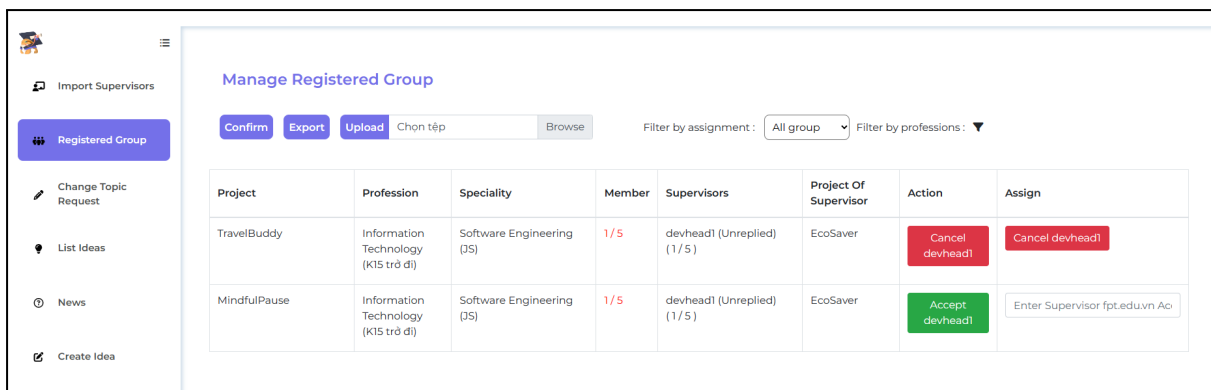 Import Supervisors
Registered Group
Change Topic
Request
List Ideas
News
Create Idea
Manage Registered Group
Confirm Export Upload Chọn tệp Browse Filter by assignment : All group Filter by professions :
Project Profession Speciality Member Supervisors Project Of Supervisor Action Assign
TravelBuddy Information Technology (K15 trở đi) Software Engineering (JS) 1 / 5 devhead1 (Unreplied) ( 1 / 5 ) EcoSaver Cancel devhead1 Cancel devhead1
MindfulPause Information Technology (K15 trở đi) Software Engineering (JS) 1 / 5 devhead1 (Unreplied) ( 1 / 5 ) EcoSaver Accept devhead1 Enter Supervisor fpt.edu.vn Acc